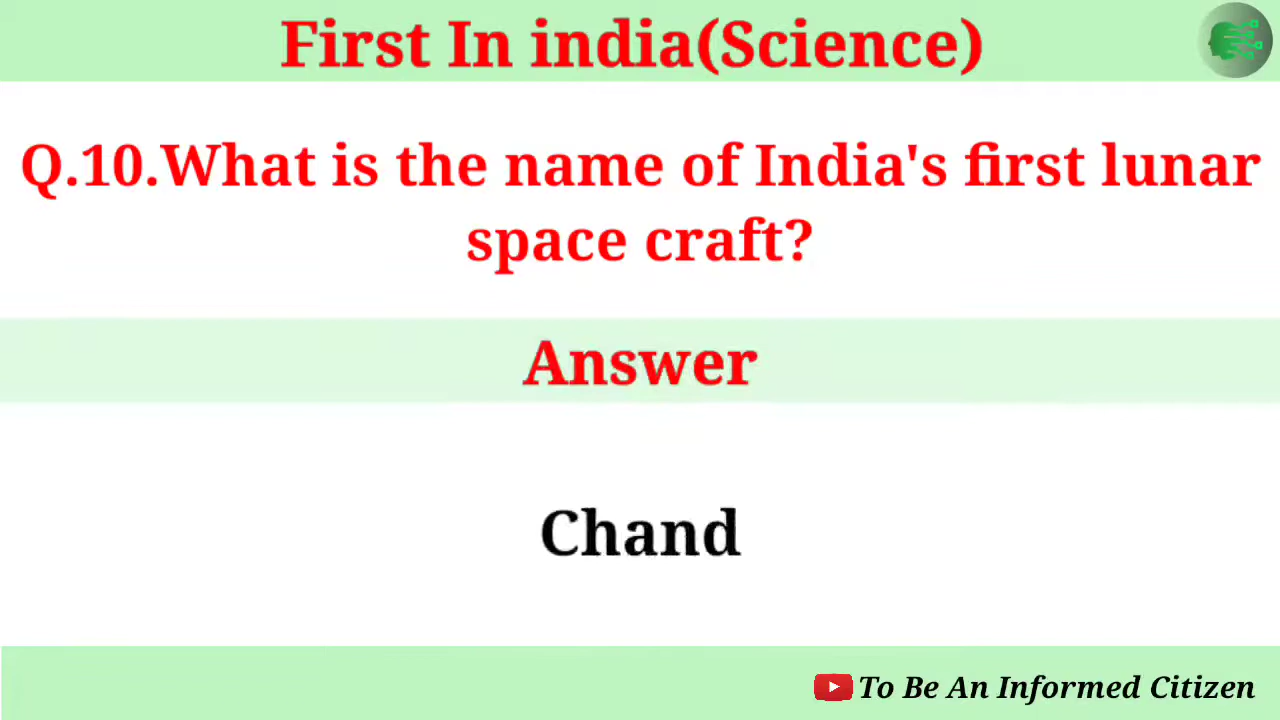 First In india(Science)
Q.10.What is the name of India's first lunar
space craft?
Answer
Chand
To Be An Informed Citizen